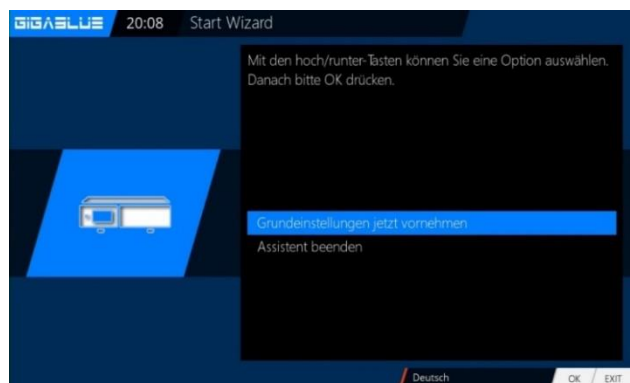 GIGABLUE 20:08 Start Wizard
Mit den hoch/runter-Tasten können Sie eine Option auswählen.
Danach bitte OK drücken.
Grundeinstellungen jetzt vornehmen
Assistent beenden
Deutsch OK EXIT